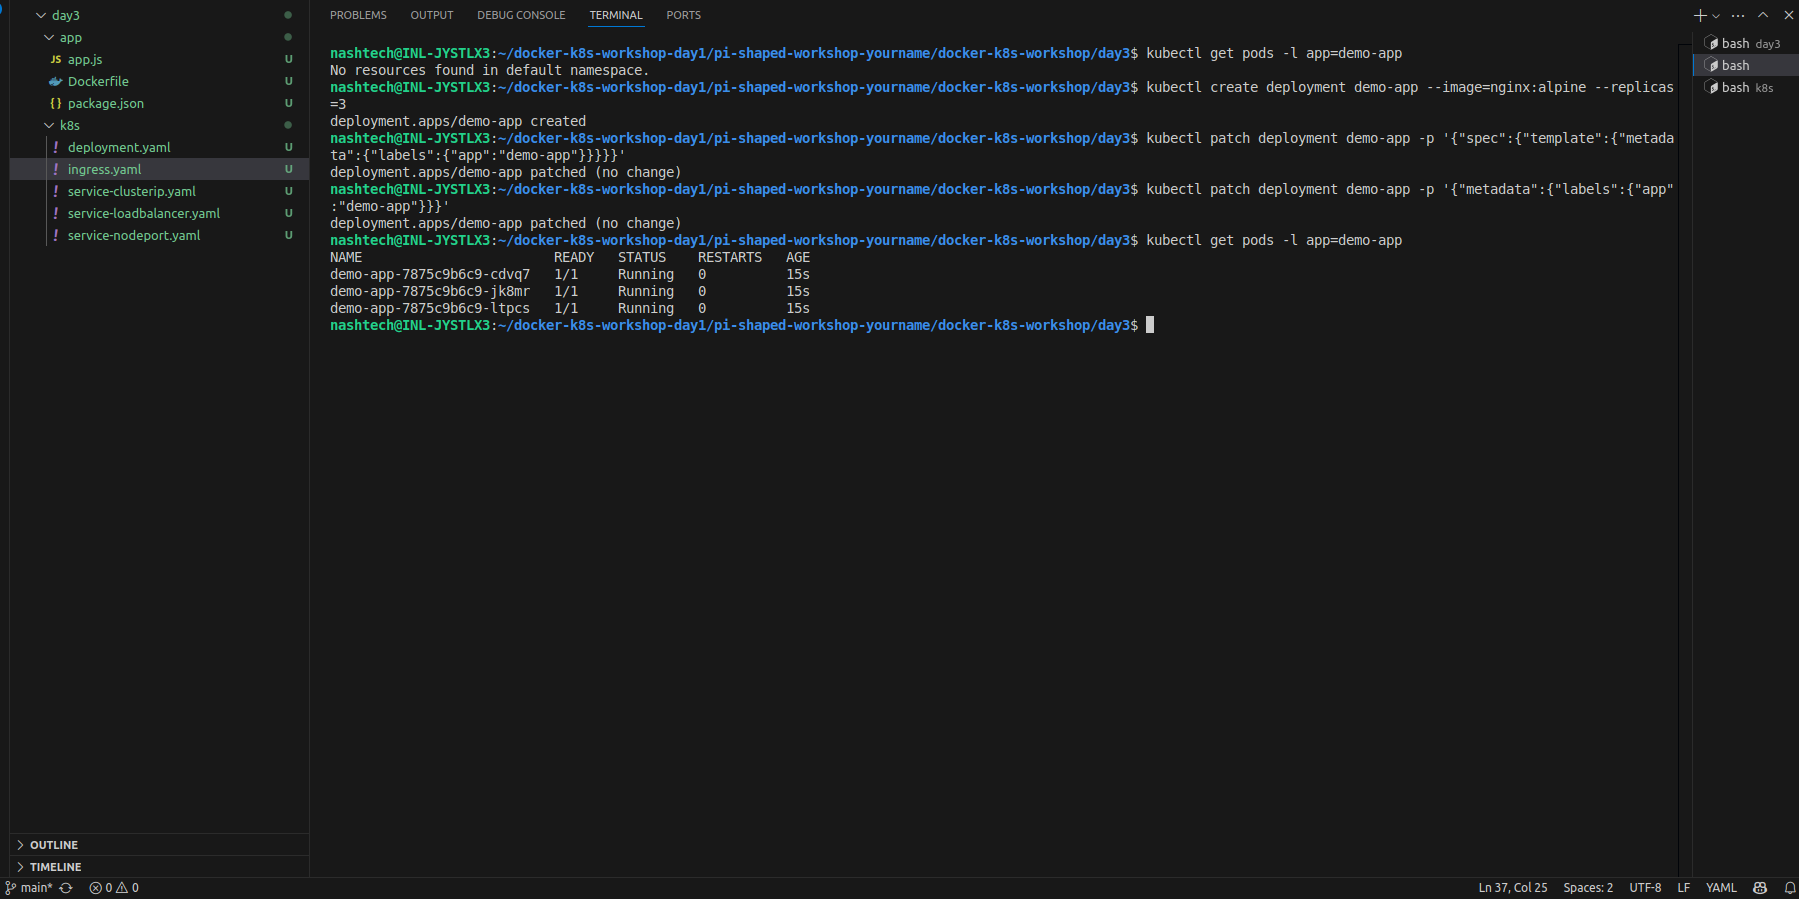 day3
app
JS app.js U
Dockerfile U
{} package.json U
k8s
! deployment.yaml U
! ingress.yaml U
! service-clusterip.yaml U
! service-loadbalancer.yaml U
! service-nodeport.yaml U
OUTLINE
TIMELINE
PROBLEMS OUTPUT DEBUG CONSOLE TERMINAL PORTS
nashtech@INL-JYSTLX3:~/docker-k8s-workshop-day1/pi-shaped-workshop-yourname/docker-k8s-workshop/day3$ kubectl get pods -l app=demo-app
No resources found in default namespace.
nashtech@INL-JYSTLX3:~/docker-k8s-workshop-day1/pi-shaped-workshop-yourname/docker-k8s-workshop/day3$ kubectl create deployment demo-app --image=nginx:alpine --replicas
=3
deployment.apps/demo-app created
nashtech@INL-JYSTLX3:~/docker-k8s-workshop-day1/pi-shaped-workshop-yourname/docker-k8s-workshop/day3$ kubectl patch deployment demo-app -p '{"spec":{"template":{"metada
ta":{"labels":{"app":"demo-app"}}}}}'
deployment.apps/demo-app patched (no change)
nashtech@INL-JYSTLX3:~/docker-k8s-workshop-day1/pi-shaped-workshop-yourname/docker-k8s-workshop/day3$ kubectl patch deployment demo-app -p '{"metadata":{"labels":{"app"
:"demo-app"}}}'
deployment.apps/demo-app patched (no change)
nashtech@INL-JYSTLX3:~/docker-k8s-workshop-day1/pi-shaped-workshop-yourname/docker-k8s-workshop/day3$ kubectl get pods -l app=demo-app
NAME READY STATUS RESTARTS AGE
demo-app-7875c9b6c9-cdvq7 1/1 Running 0 15s
demo-app-7875c9b6c9-jk8mr 1/1 Running 0 15s
demo-app-7875c9b6c9-ltpcs 1/1 Running 0 15s
nashtech@INL-JYSTLX3:~/docker-k8s-workshop-day1/pi-shaped-workshop-yourname/docker-k8s-workshop/day3$
bash day3
bash
bash k8s
main* 0 0
Ln 37, Col 25 Spaces: 2 UTF-8 LF YAML